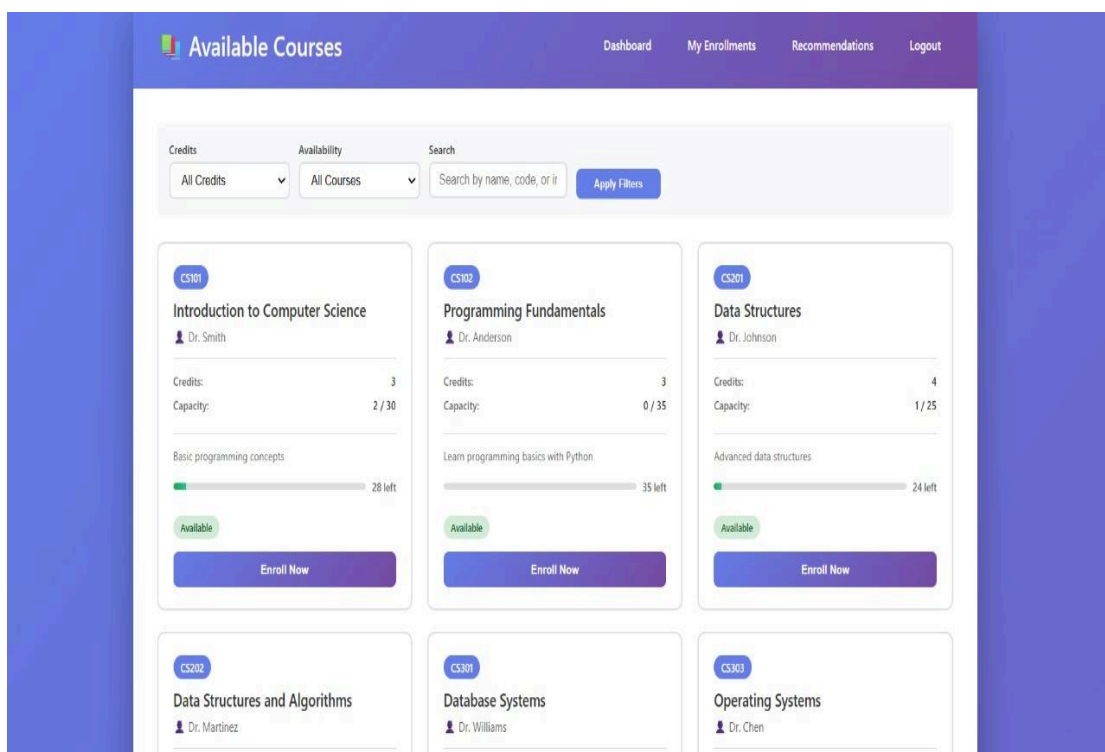 Available Courses
Dashboard My Enrollments Recommendations Logout
Credits Availability Search
All Credits All Courses Search by name, code, or ir Apply Filters
CS101
Introduction to Computer Science
Dr. Smith
Credits: 3
Capacity: 2 / 30
Basic programming concepts
28 left
Available
Enroll Now
CS102
Programming Fundamentals
Dr. Anderson
Credits: 3
Capacity: 0 / 35
Learn programming basics with Python
35 left
Available
Enroll Now
CS201
Data Structures
Dr. Johnson
Credits: 4
Capacity: 1 / 25
Advanced data structures
24 left
Available
Enroll Now
CS202
Data Structures and Algorithms
Dr. Martinez
CS301
Database Systems
Dr. Williams
CS303
Operating Systems
Dr. Chen